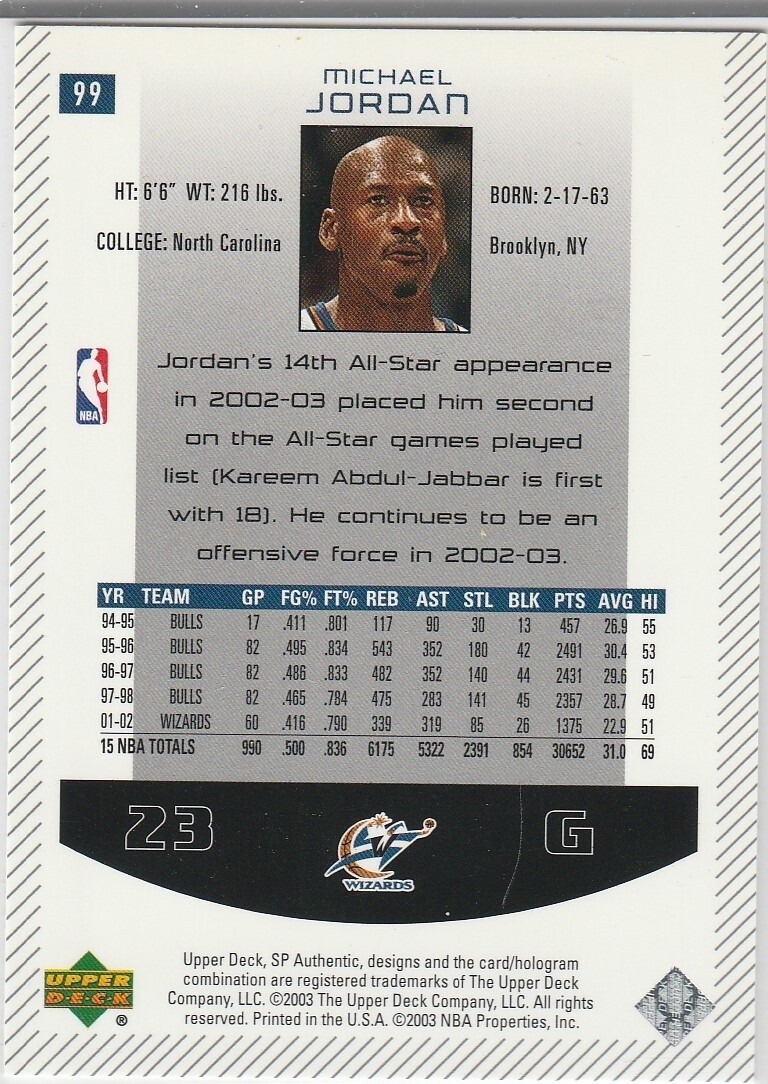 99
MICHAEL
JORDAN
HT: 6'6" WT: 216 lbs.
BORN: 2-17-63
COLLEGE: North Carolina
Brooklyn, NY
NBA
Jordan's 14th All-Star appearance
in 2002-03 placed him second
on the All-Star games played
list (Kareem Abdul-Jabbar is first
with 18). He continues to be an
offensive force in 2002-03.
YR TEAM GP FG% FT% REB AST STL BLK PTS AVG HI
94-95 BULLS 17 .411 .801 117 90 30 13 457 26.9 55
95-96 BULLS 82 .495 .834 543 352 180 42 2491 30.4 53
96-97 BULLS 82 .486 .833 482 352 140 44 2431 29.6 51
97-98 BULLS 82 .465 .784 475 283 141 45 2357 28.7 49
01-02 WIZARDS 60 .416 .790 339 319 85 26 1375 22.9 51
15 NBA TOTALS 990 .500 .836 6175 5322 2391 854 30652 31.0 69
23
WIZARDS
G
Upper Deck, SP Authentic, designs and the card/hologram
combination are registered trademarks of The Upper Deck
Company, LLC. ©2003 The Upper Deck Company, LLC. All rights
reserved. Printed in the U.S.A. ©2003 NBA Properties, Inc.
UPPER
DECK
®